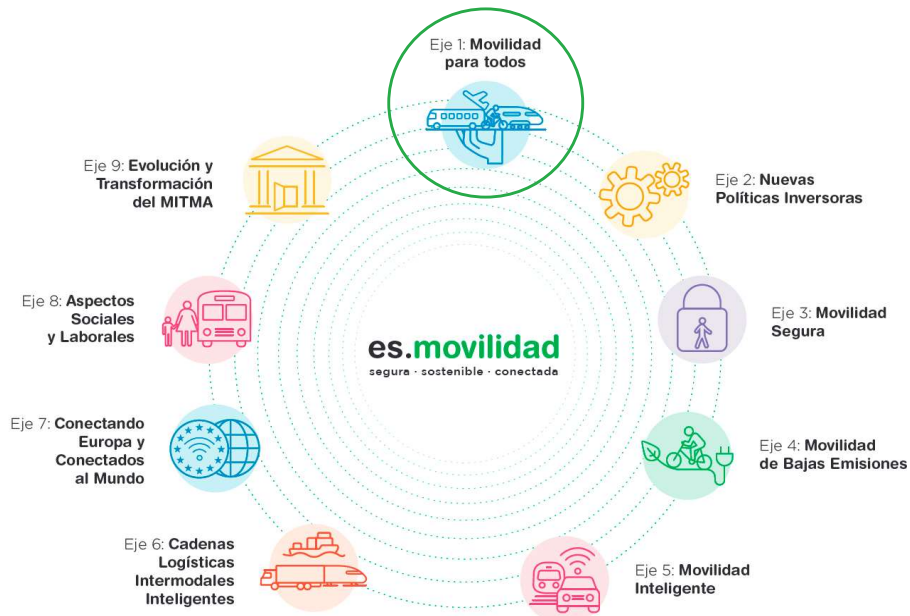 Eje 1: Movilidad
para todos
Eje 2: Nuevas
Políticas Inversoras
Eje 3: Movilidad
Segura
Eje 4: Movilidad
de Bajas Emisiones
Eje 5: Movilidad
Inteligente
Eje 6: Cadenas
Logísticas
Intermodales
Inteligentes
Eje 7: Conectando
Europa y
Conectados
al Mundo
Eje 8: Aspectos
Sociales
y Laborales
Eje 9: Evolución y
Transformación
del MITMA
es.movilidad
segura · sostenible · conectada